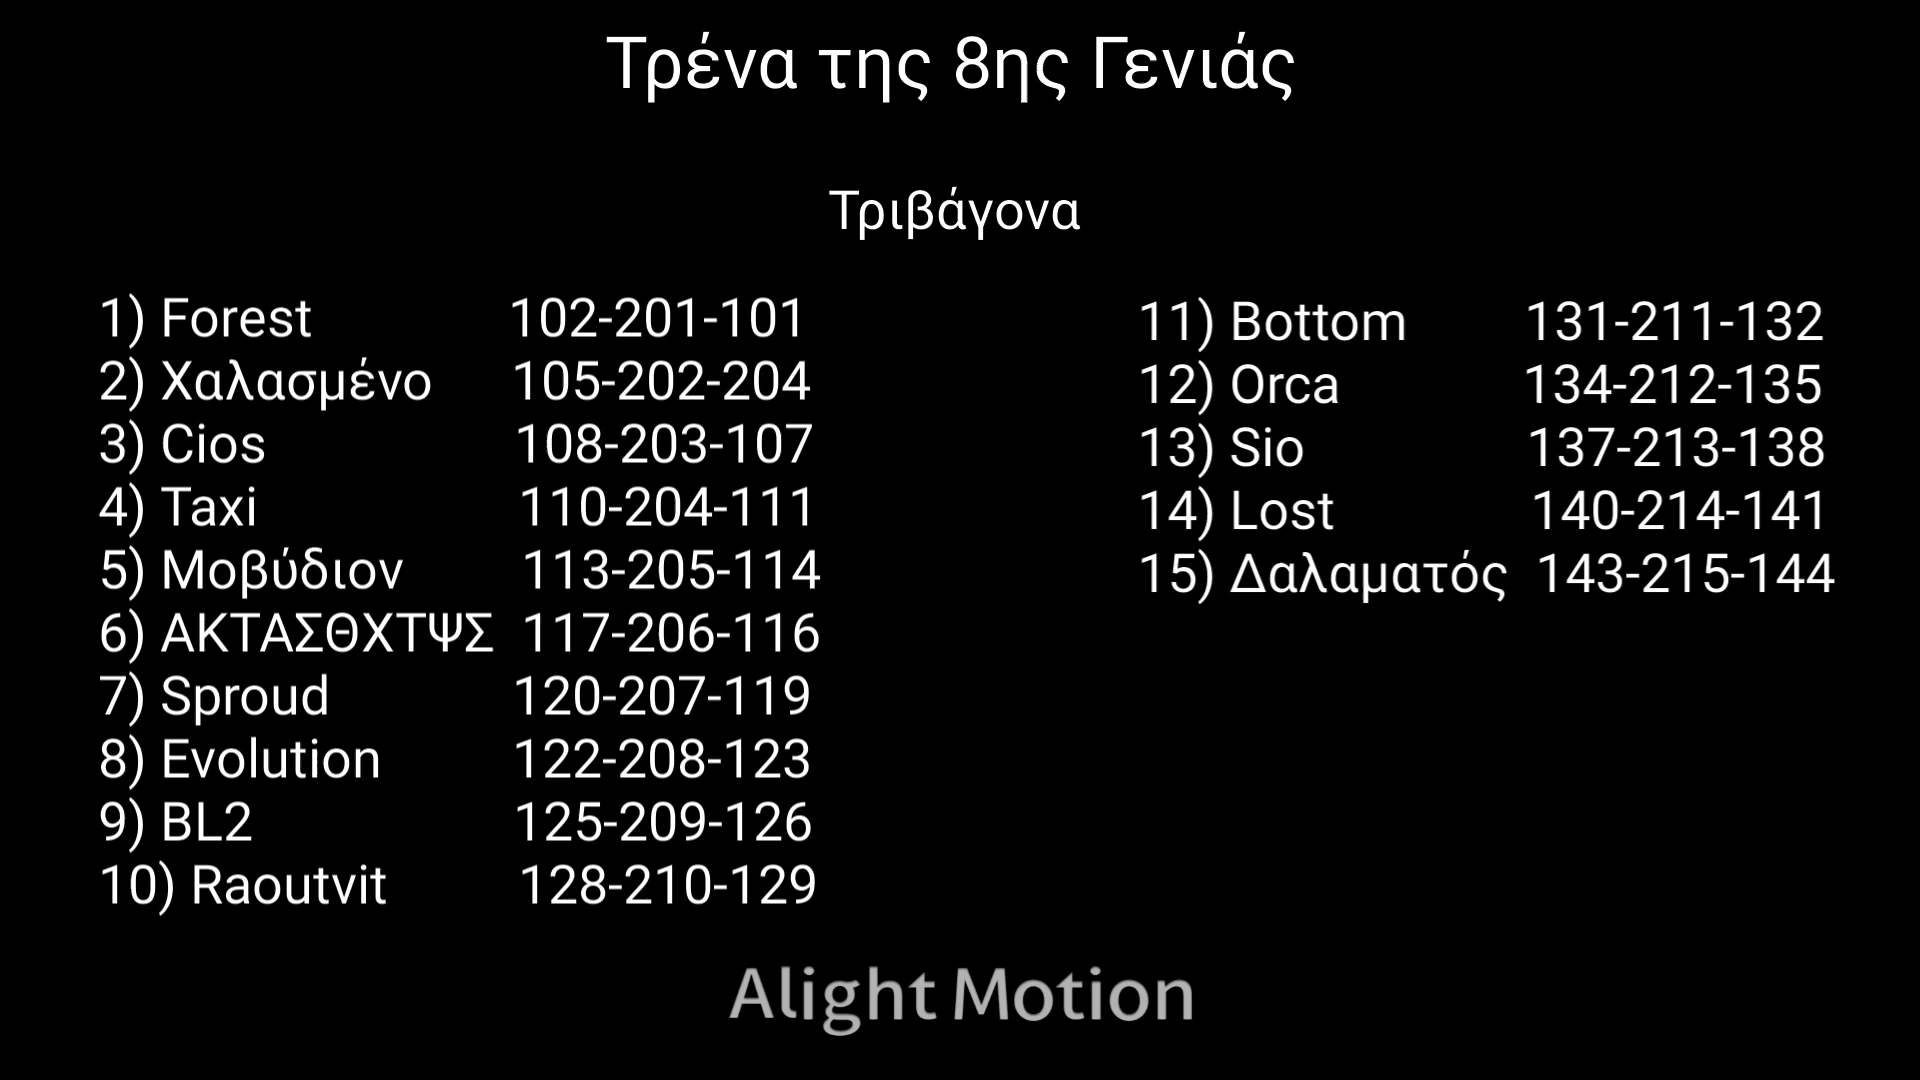 Τρένα της 8ης Γενιάς
Τριβάγονα
1) Forest 102-201-101
2) Χαλασμένο 105-202-204
3) Cios 108-203-107
4) Taxi 110-204-111
5) Μοβύδιον 113-205-114
6) ΑΚΤΑΣΘΧΤΨΣ 117-206-116
7) Sproud 120-207-119
8) Evolution 122-208-123
9) BL2 125-209-126
10) Raoutvit 128-210-129
11) Bottom 131-211-132
12) Orca 134-212-135
13) Sio 137-213-138
14) Lost 140-214-141
15) Δαλαματός 143-215-144
Alight Motion